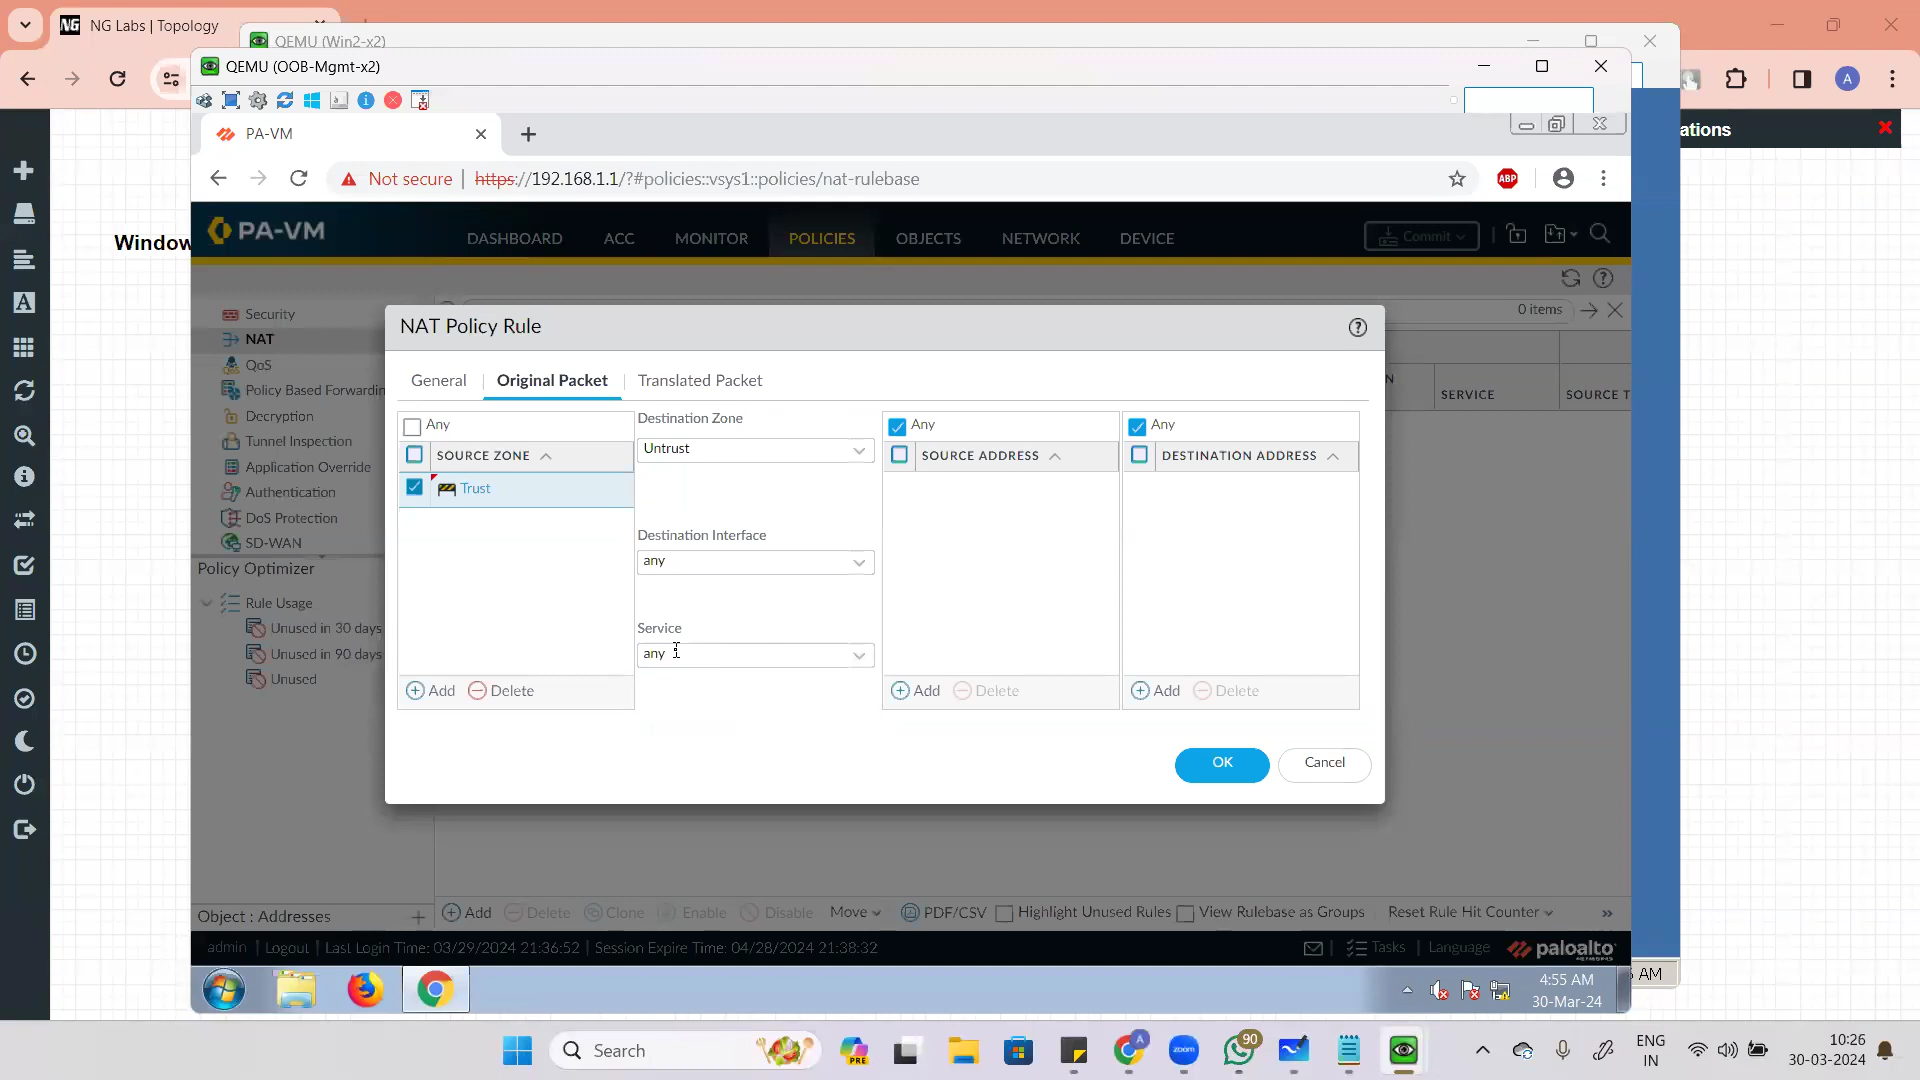 NG Labs | Topology
QEMU (Win2-x2)
QEMU (OOB-Mgmt-x2)
A
PA-VM
ations
Not secure | https://192.168.1.1/?#policies::vsys1::policies/nat-rulebase
ABP
Window
PA-VM
DASHBOARD ACC MONITOR POLICIES OBJECTS NETWORK DEVICE
Commit
Security
NAT
QoS
Policy Based Forwardin
Decryption
Tunnel Inspection
Application Override
Authentication
DoS Protection
SD-WAN
Policy Optimizer
Rule Usage
Unused in 30 days
Unused in 90 days
Unused
0 items
N
SERVICE
SOURCE T
NAT Policy Rule
General
Original Packet
Translated Packet
Any
SOURCE ZONE
Trust
Add Delete
Destination Zone
Untrust
Destination Interface
any
Service
any
Any
SOURCE ADDRESS
Add Delete
Any
DESTINATION ADDRESS
Add Delete
OK Cancel
Object : Addresses
Add Delete Clone Enable Disable Move PDF/CSV Highlight Unused Rules View Rulebase as Groups Reset Rule Hit Counter
admin | Logout | Last Login Time: 03/29/2024 21:36:52 | Session Expire Time: 04/28/2024 21:38:32
Tasks | Language paloalto
NETWORKS
4:55 AM
30-Mar-24
AM
Search
PRE
A
zoom
90
ENG
IN
10:26
30-03-2024